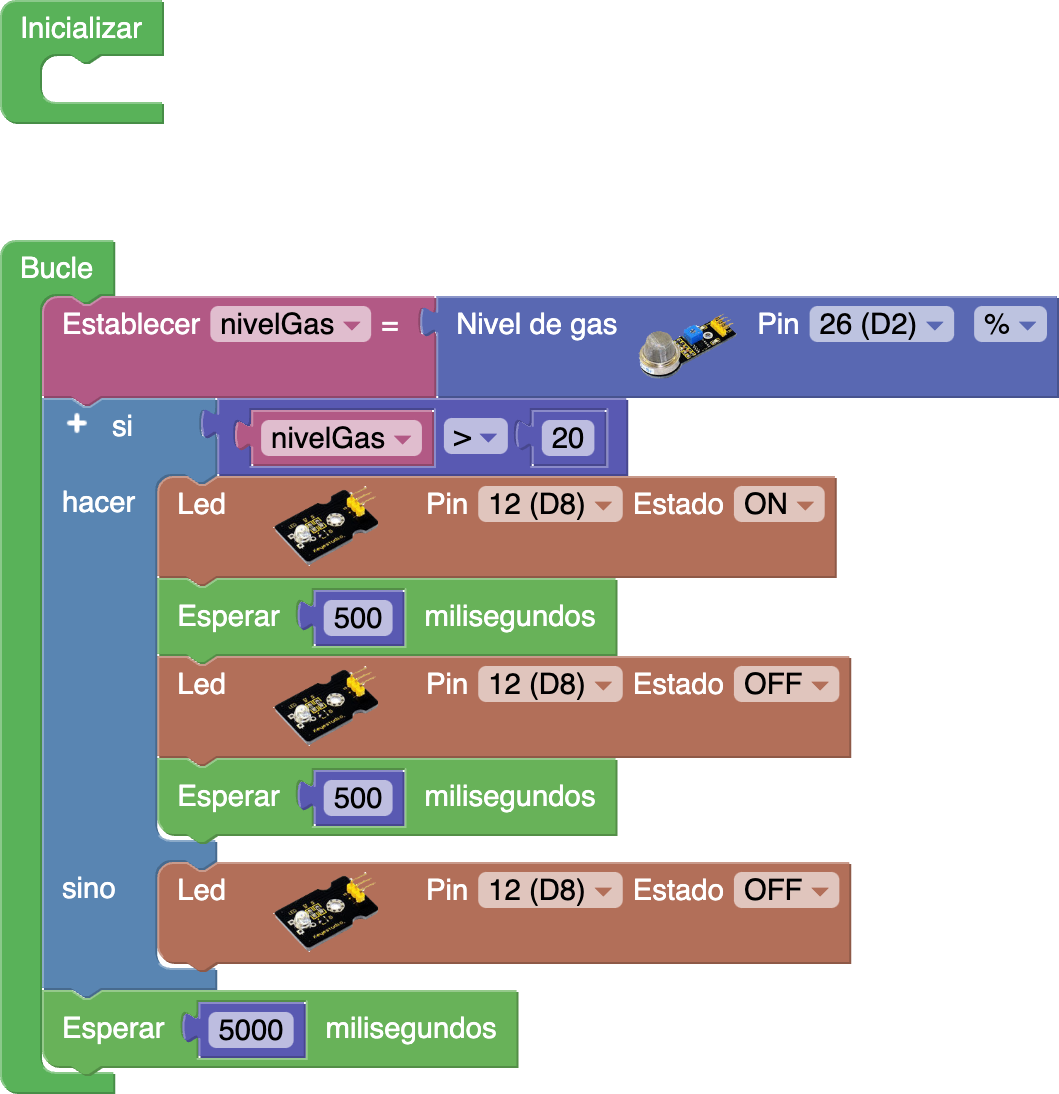 Inicializar
Bucle
Establecer nivelGas = Nivel de gas Pin 26 (D2) %
+ si nivelGas > 20
hacer Led Pin 12 (D8) Estado ON
Esperar 500 milisegundos
Led Pin 12 (D8) Estado OFF
Esperar 500 milisegundos
sino Led Pin 12 (D8) Estado OFF
Esperar 5000 milisegundos